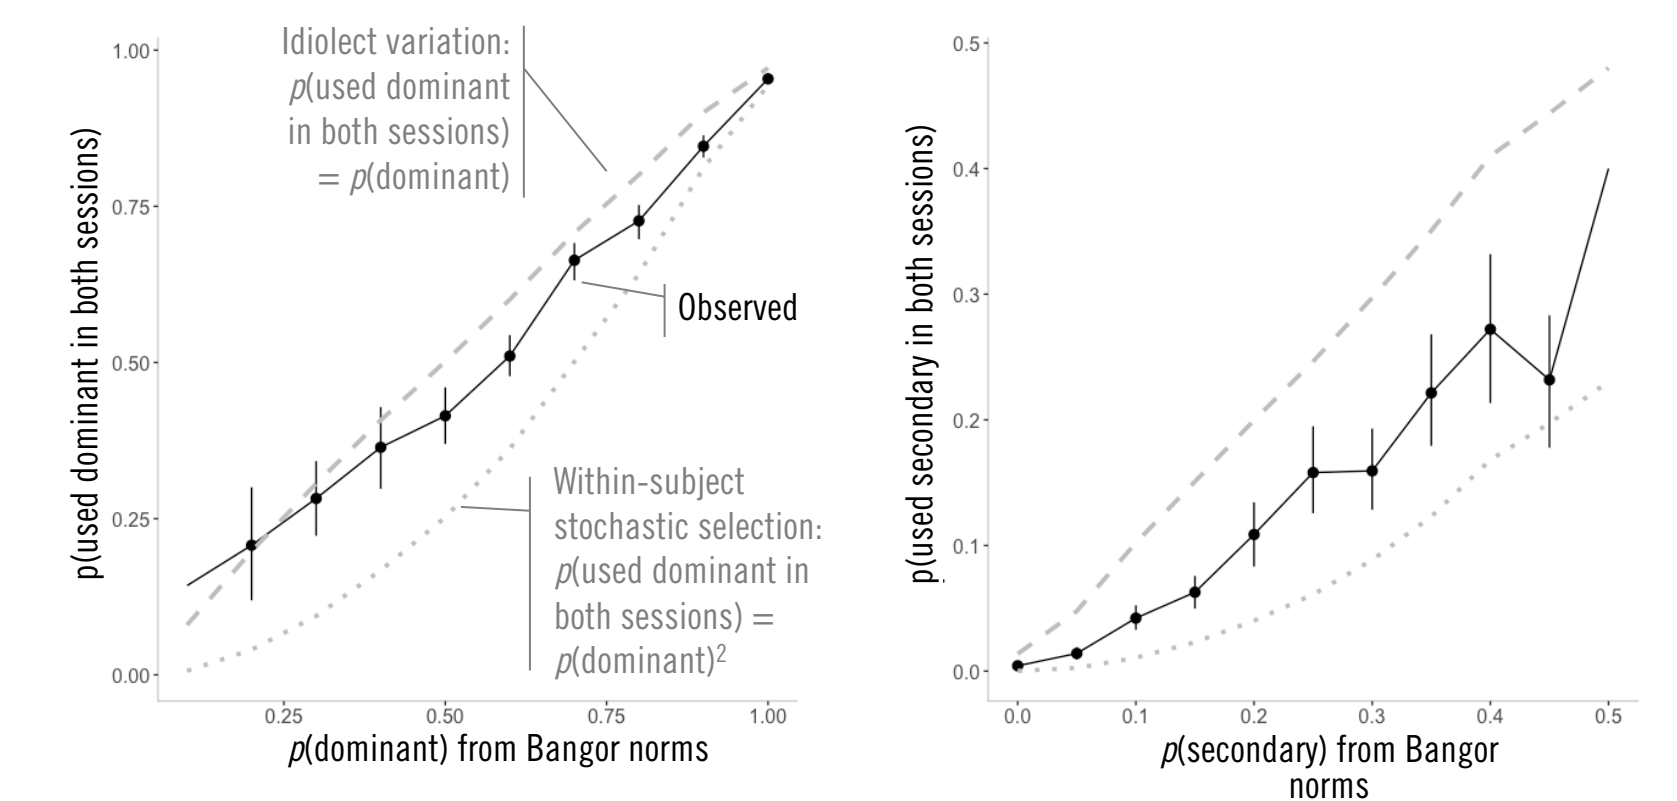 p(used dominant in both sessions)
1.00
0.75
0.50
0.25
0.00
Idiolect variation:
p(used dominant
in both sessions)
= p(dominant)
Observed
Within-subject
stochastic selection:
p(used dominant in
both sessions) =
p(dominant)²
0.25 0.50 0.75 1.00
p(dominant) from Bangor norms
p(used secondary in both sessions)
0.5
0.4
0.3
0.2
0.1
0.0
0.0 0.1 0.2 0.3 0.4 0.5
p(secondary) from Bangor
norms